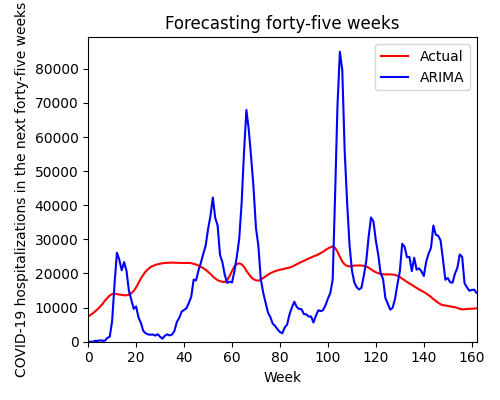 Forecasting forty-five weeks
COVID-19 hospitalizations in the next forty-five weeks
80000
70000
60000
50000
40000
30000
20000
10000
0
Actual
ARIMA
0 20 40 60 80 100 120 140 160
Week